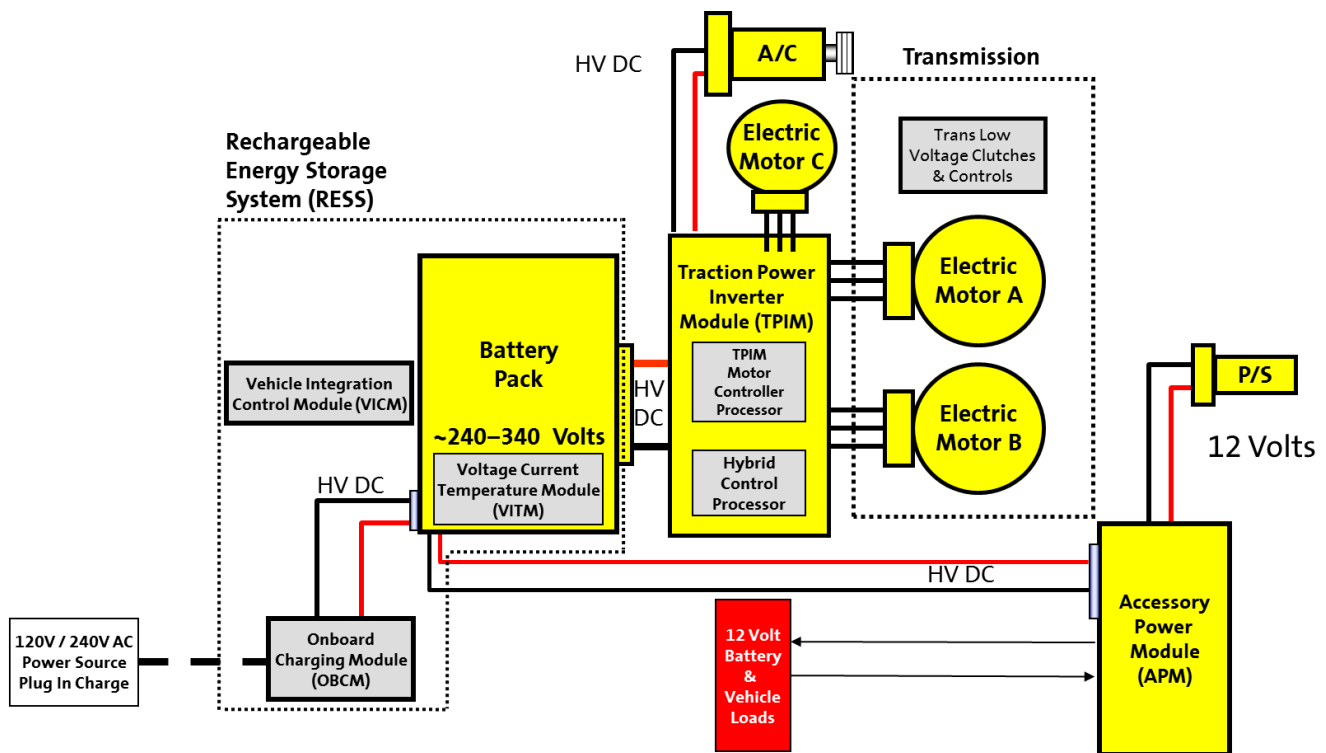 HV DC
A/C
Transmission
Rechargeable
Energy Storage
System (RESS)
Electric
Motor C
Trans Low
Voltage Clutches
& Controls
Battery
Pack
~240–340 Volts
Voltage Current
Temperature Module
(VITM)
Vehicle Integration
Control Module (VICM)
HV
DC
Traction Power
Inverter
Module (TPIM)
TPIM
Motor
Controller
Processor
Hybrid
Control
Processor
Electric
Motor A
Electric
Motor B
P/S
12 Volts
HV DC
HV DC
120V / 240V AC
Power Source
Plug In Charge
Onboard
Charging Module
(OBCM)
12 Volt
Battery
&
Vehicle
Loads
Accessory
Power
Module
(APM)